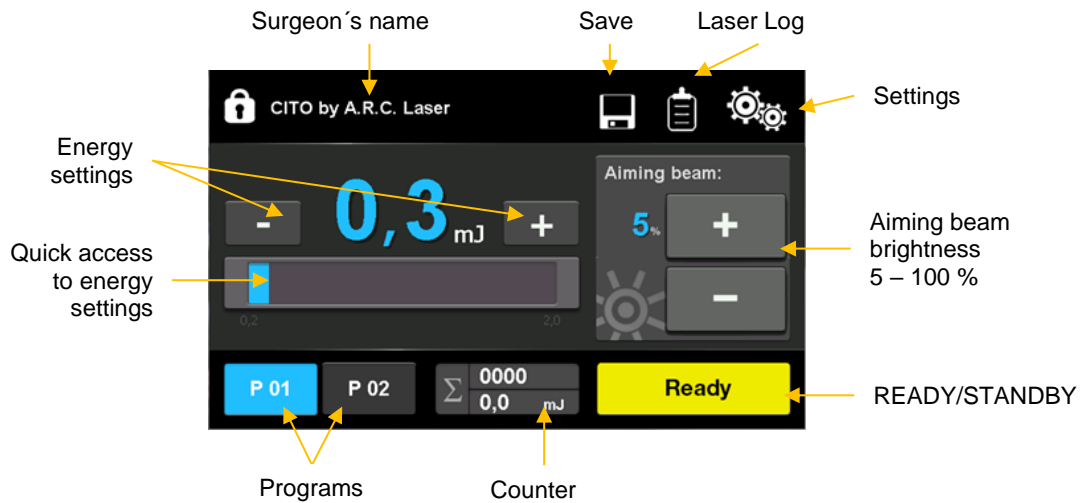 Surgeon´s name
Save
Laser Log
CITO by A.R.C. Laser
Settings
Energy
settings
-
0,3 mJ
+
Aiming beam:
5%
+
−
Aiming beam
brightness
5 – 100 %
Quick access
to energy
settings
0,2
2,0
P 01
P 02
Σ
0000
0,0 mJ
Ready
READY/STANDBY
Programs
Counter